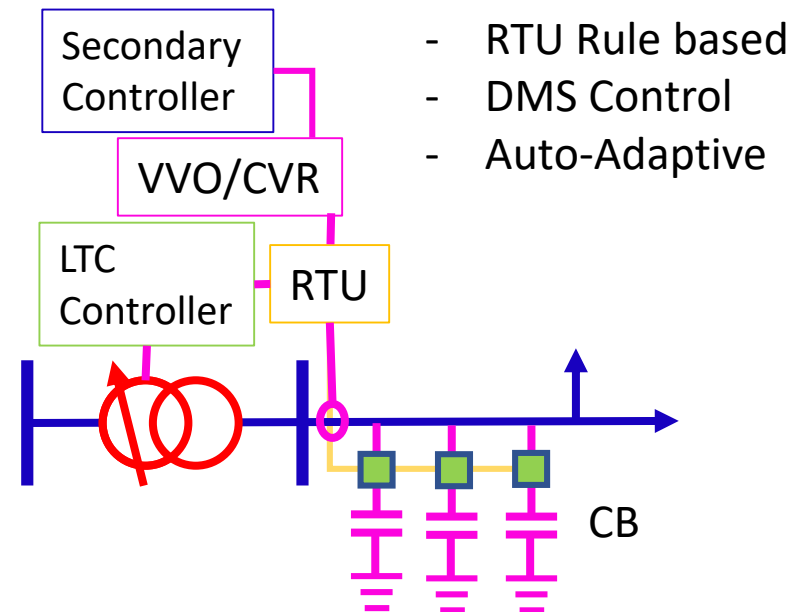 Secondary
Controller
- RTU Rule based
- DMS Control
- Auto-Adaptive
VVO/CVR
LTC
Controller
RTU
CB